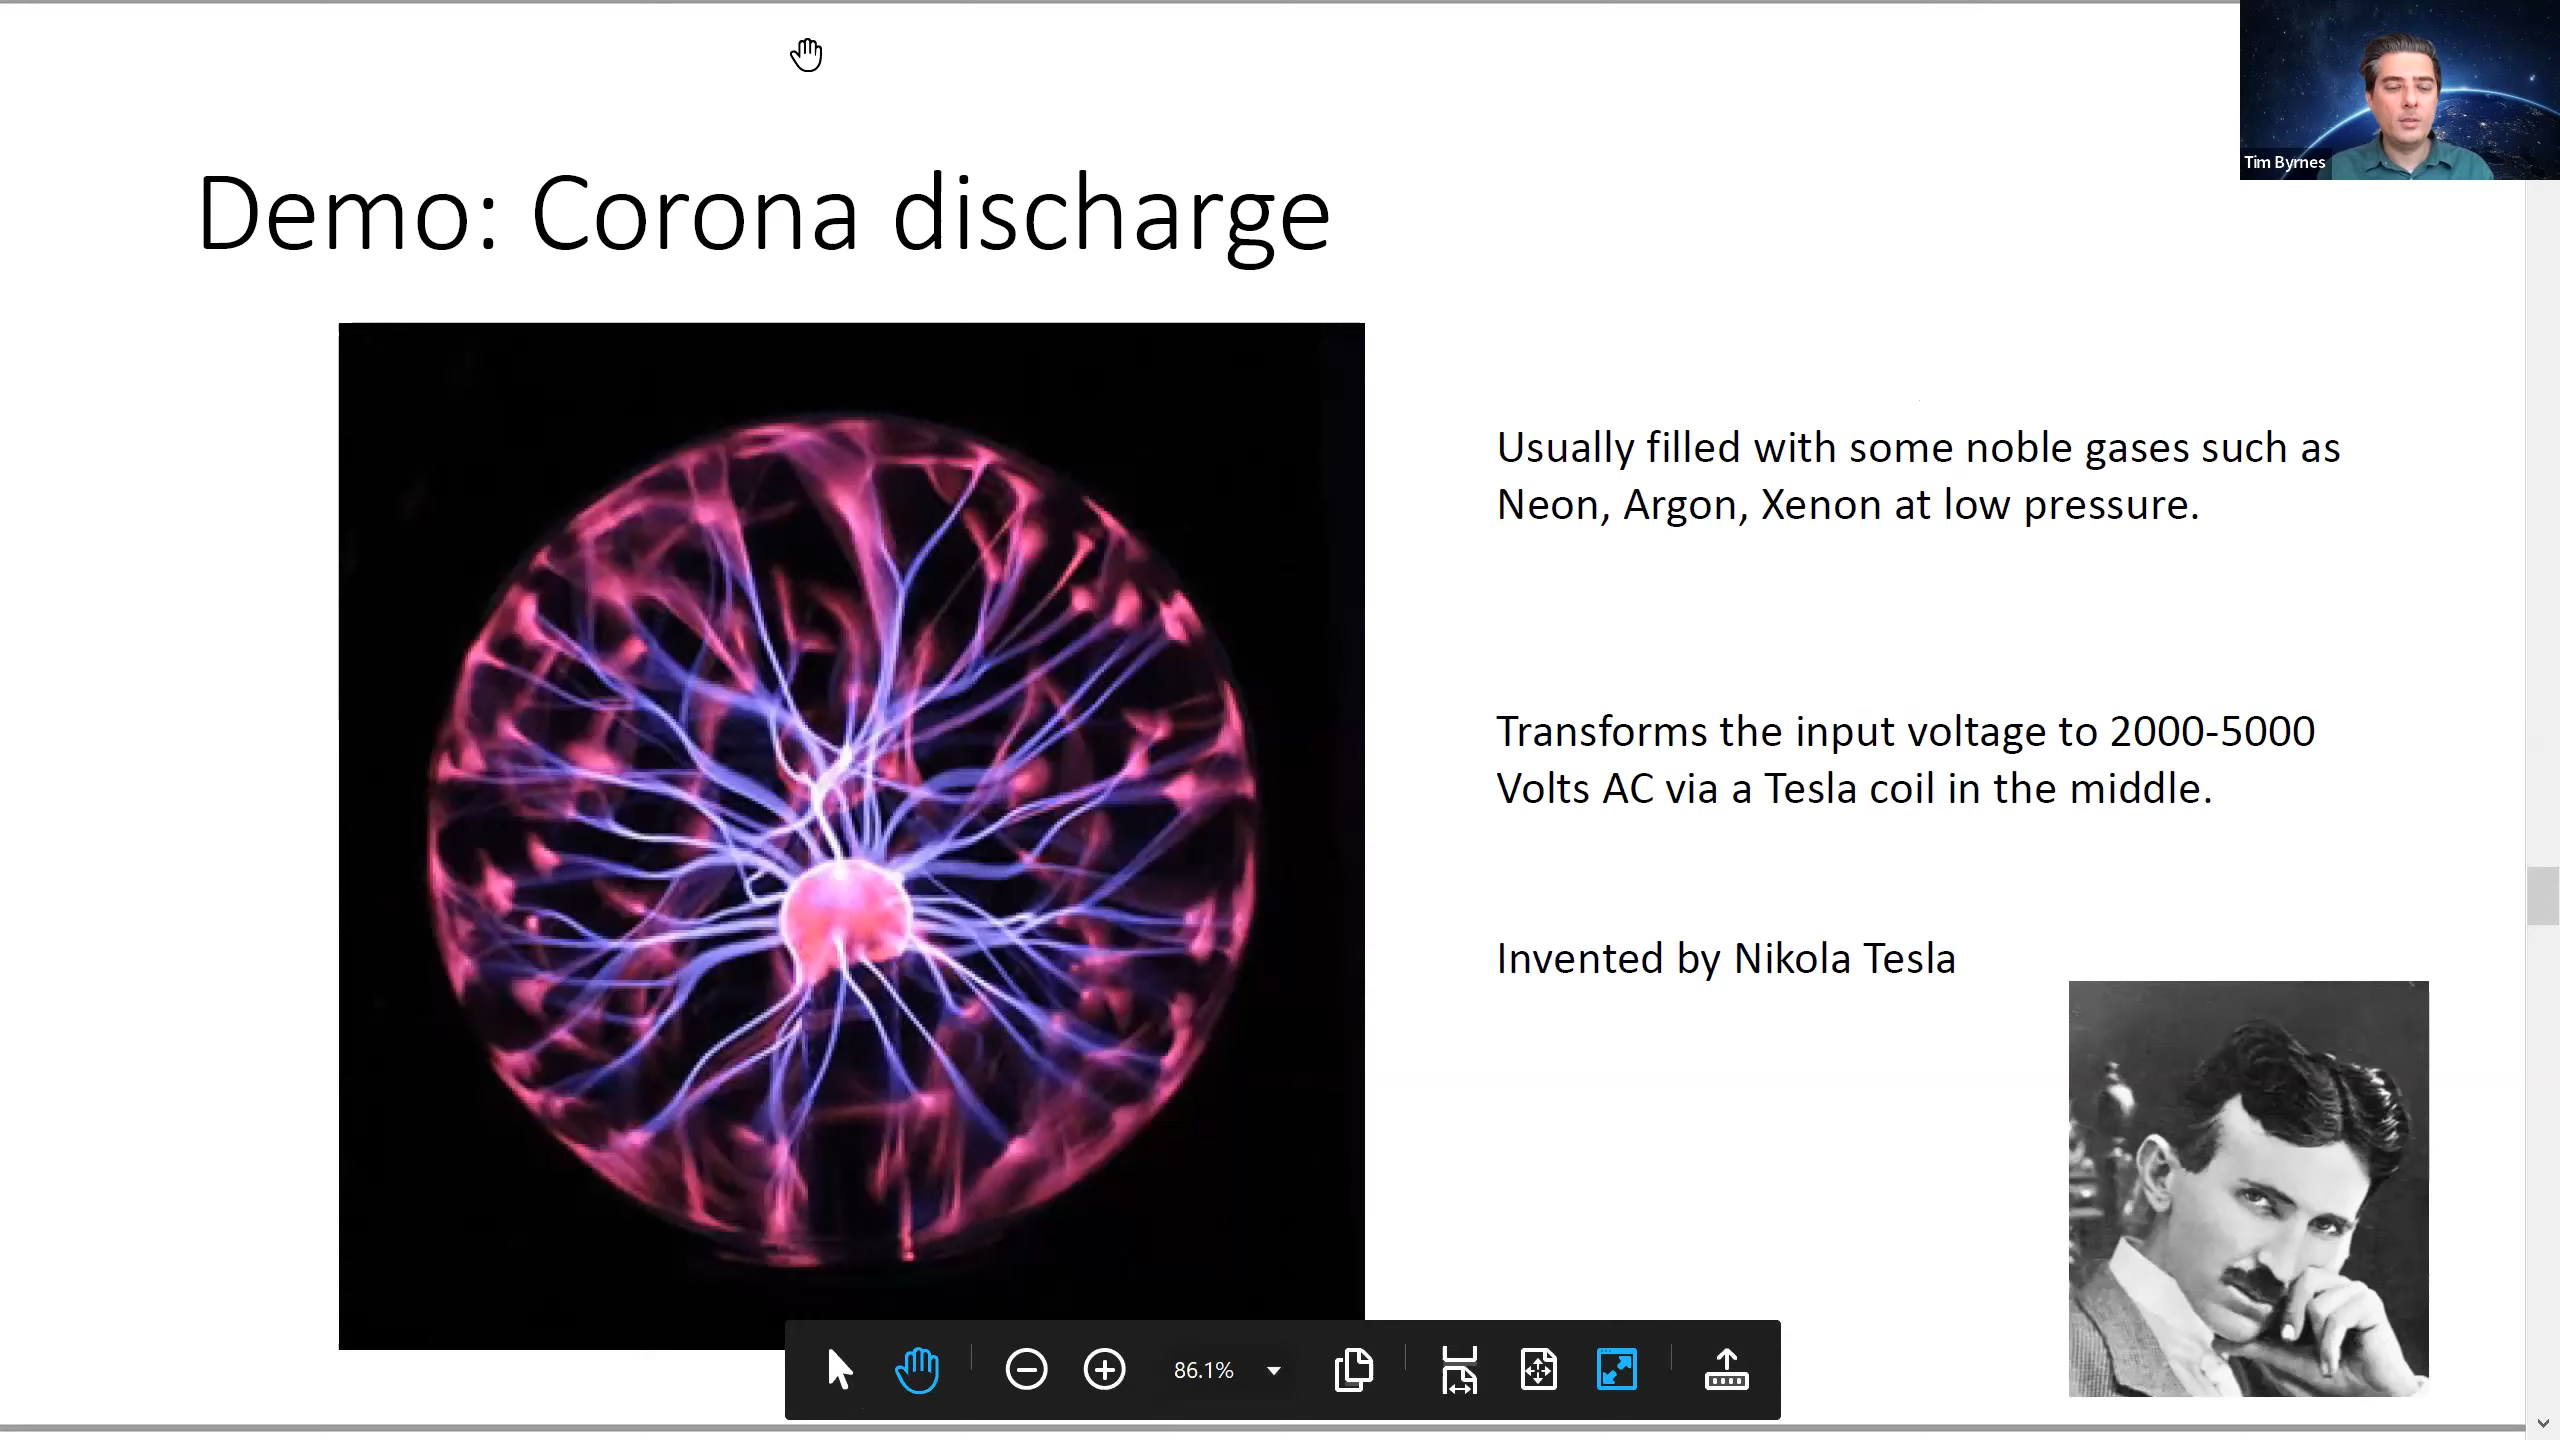 Tim Byrnes
Demo: Corona discharge
Usually filled with some noble gases such as
Neon, Argon, Xenon at low pressure.
Transforms the input voltage to 2000-5000
Volts AC via a Tesla coil in the middle.
Invented by Nikola Tesla
86.1%